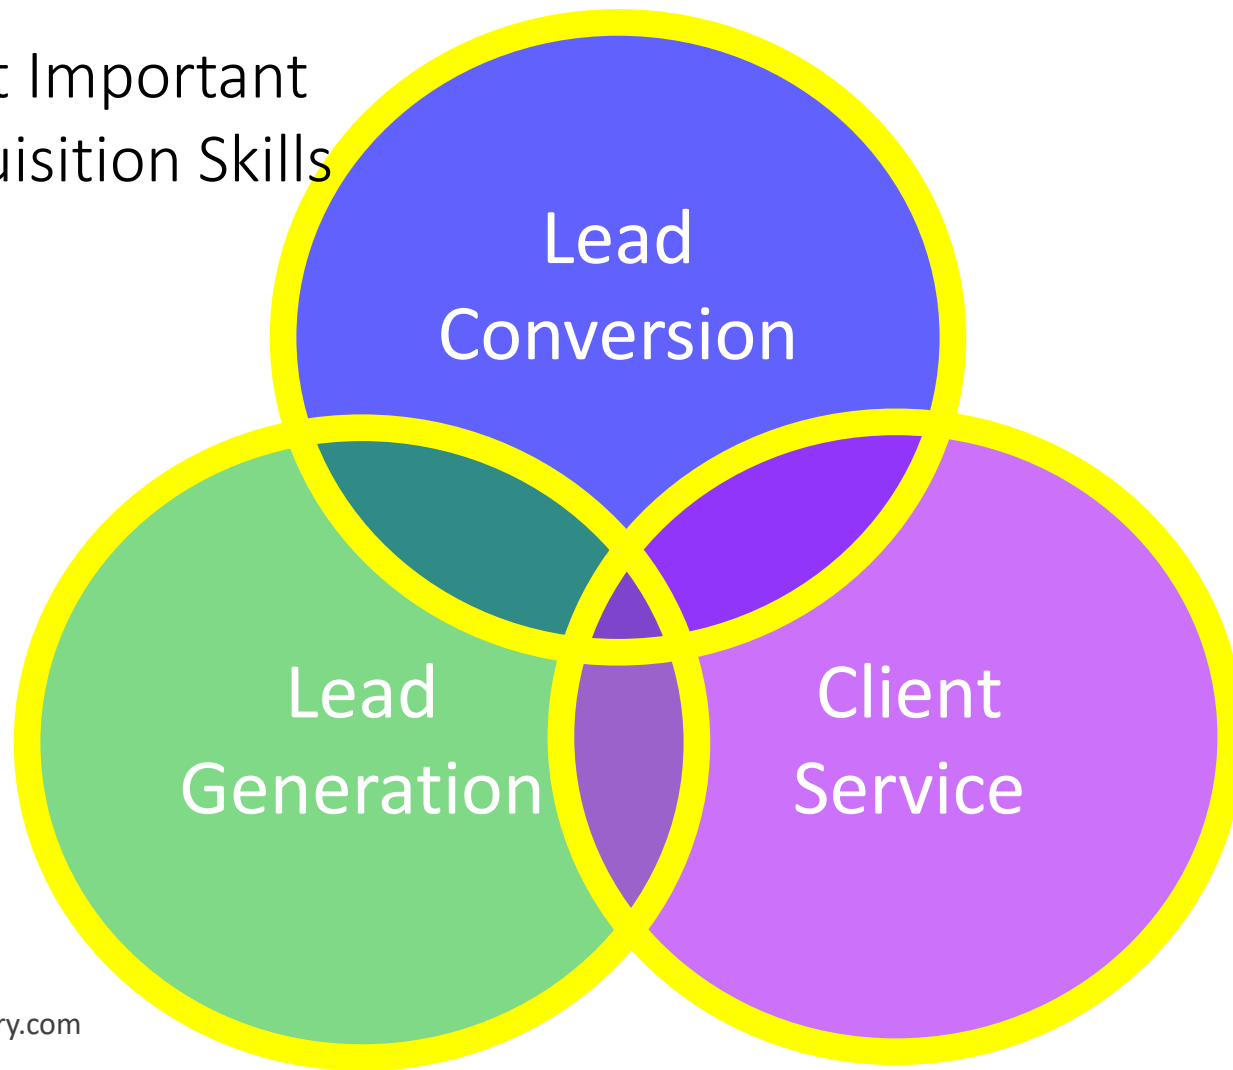 t Important
uisition Skills
Lead
Conversion
Lead
Generation
Client
Service
ry.com